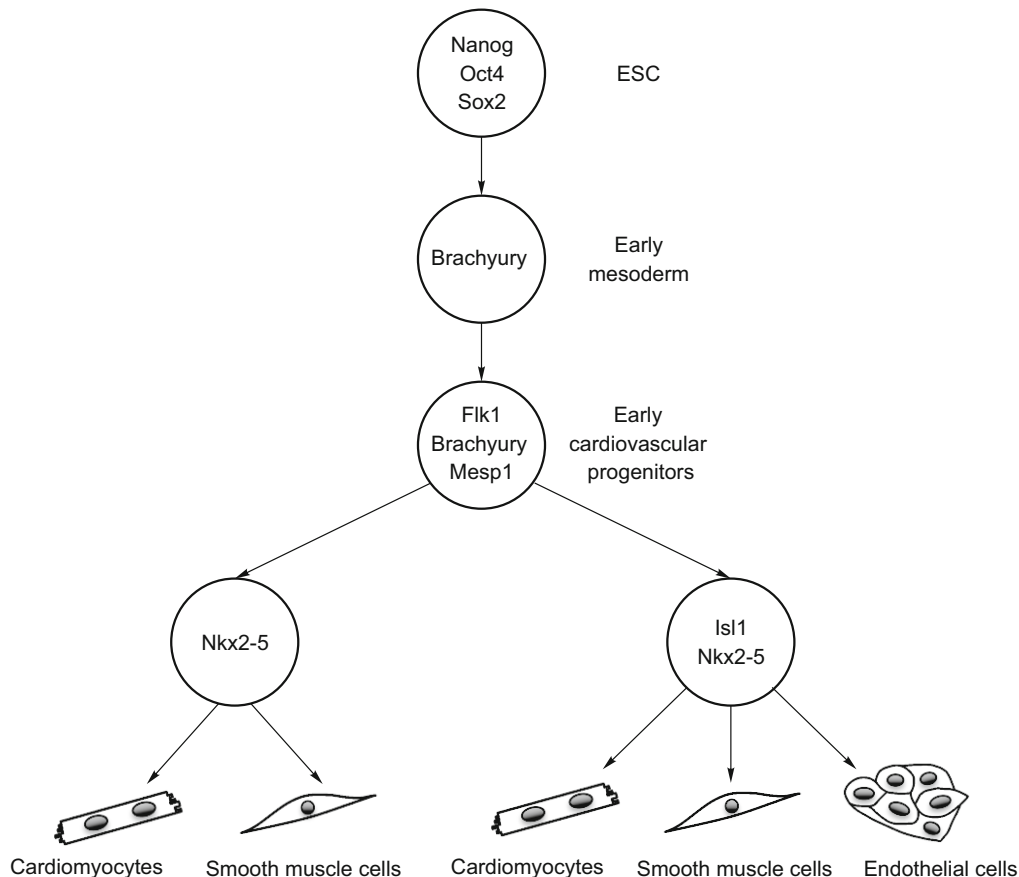 Nanog
Oct4
Sox2
ESC
Brachyury
Early
mesoderm
Flk1
Brachyury
Mesp1
Early
cardiovascular
progenitors
Nkx2-5
Isl1
Nkx2-5
Cardiomyocytes
Smooth muscle cells
Cardiomyocytes
Smooth muscle cells
Endothelial cells